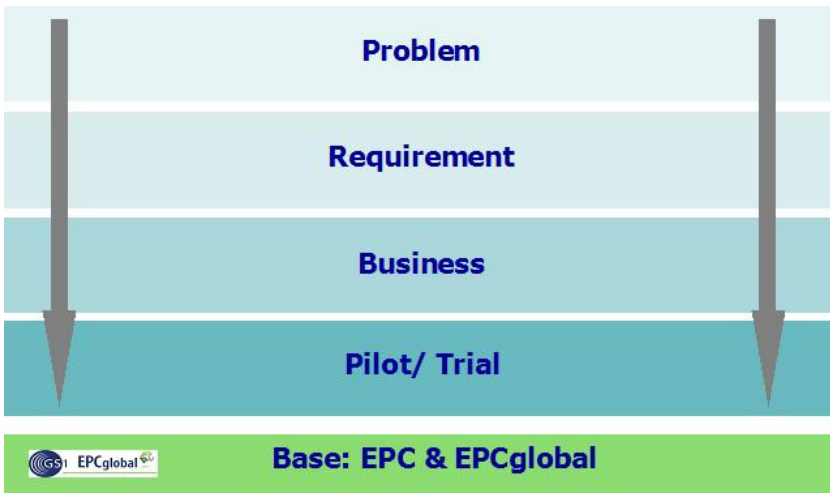 Problem
Requirement
Business
Pilot/ Trial
GS1 EPCglobal
Base: EPC & EPCglobal